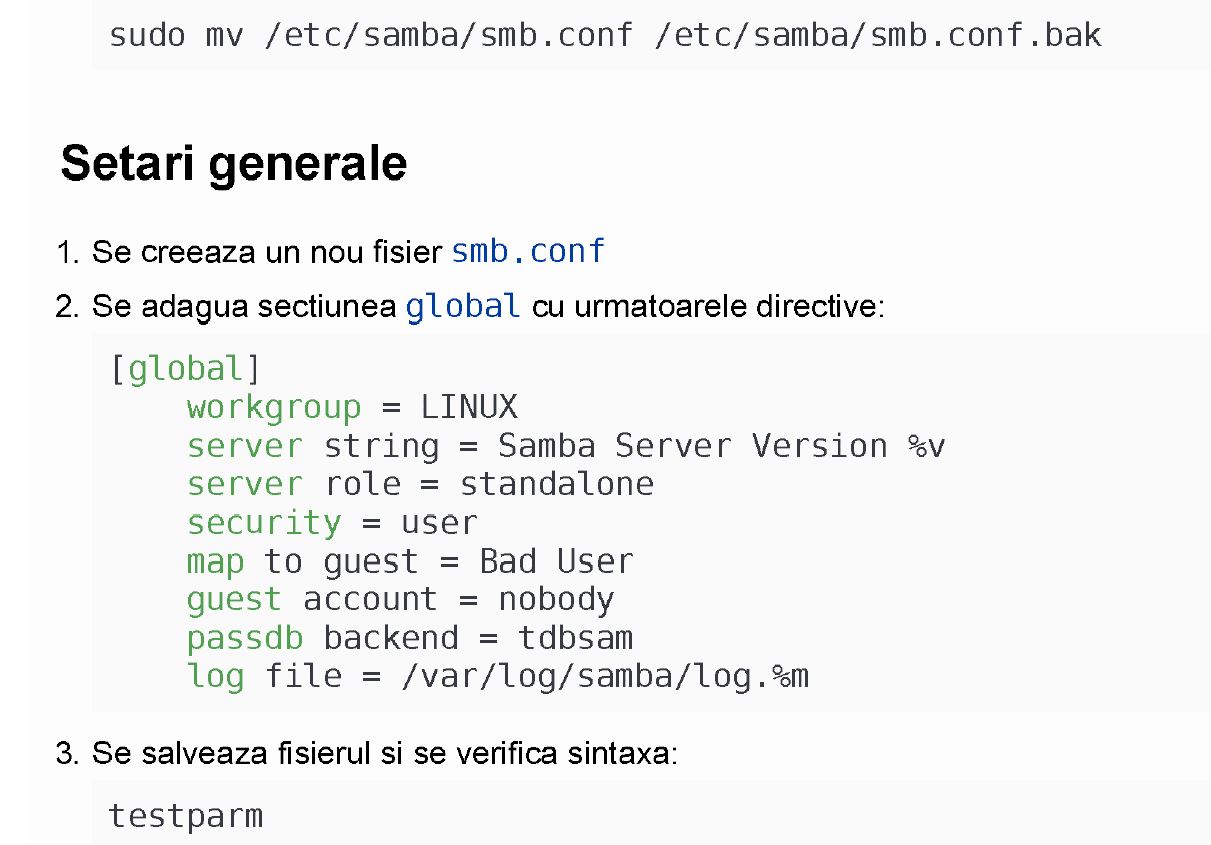 sudo mv /etc/samba/smb.conf /etc/samba/smb.conf.bak
Setari generale
1. Se creeaza un nou fisier smb.conf
2. Se adagua sectiunea global cu urmatoarele directive:
[global]
workgroup = LINUX
server string = Samba Server Version %v
server role = standalone
security = user
map to guest = Bad User
guest account = nobody
passdb backend = tdbsam
log file = /var/log/samba/log.%m
3. Se salveaza fisierul si se verifica sintaxa:
testparm